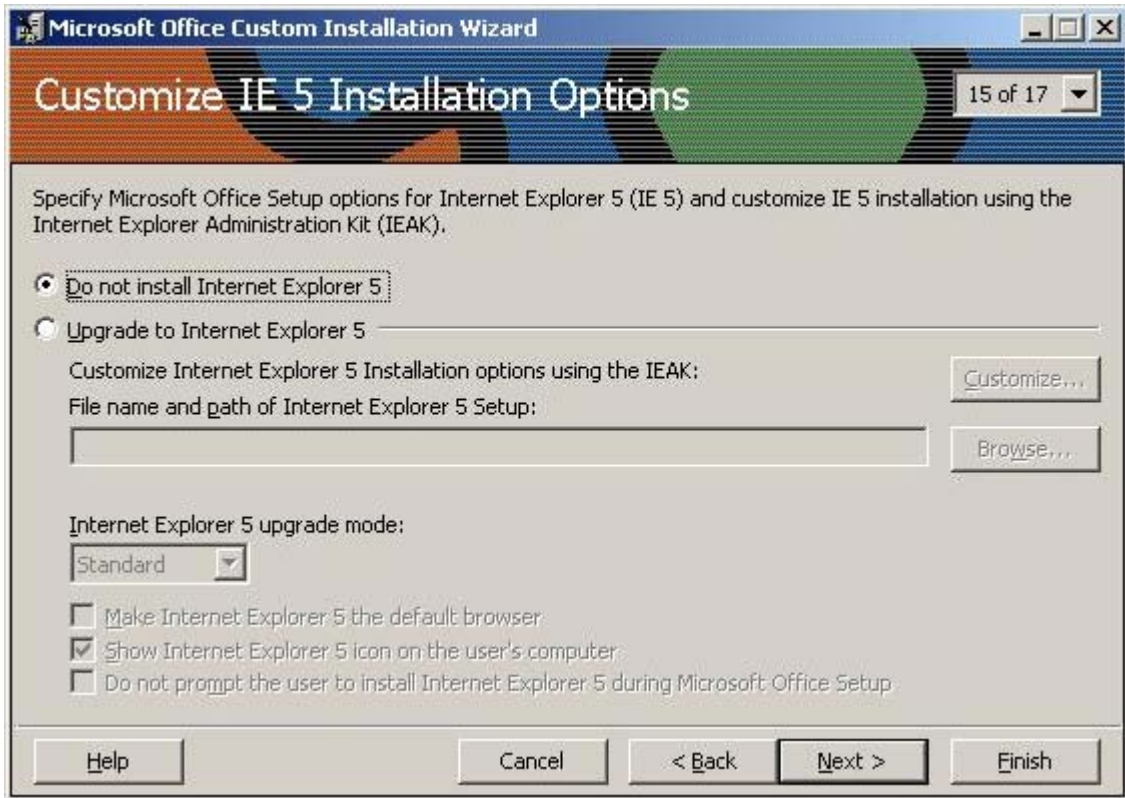 Microsoft Office Custom Installation Wizard
Customize IE 5 Installation Options
15 of 17
Specify Microsoft Office Setup options for Internet Explorer 5 (IE 5) and customize IE 5 installation using the
Internet Explorer Administration Kit (IEAK).
Do not install Internet Explorer 5
Upgrade to Internet Explorer 5
Customize Internet Explorer 5 Installation options using the IEAK:
Customize...
File name and path of Internet Explorer 5 Setup:
Browse...
Internet Explorer 5 upgrade mode:
Standard
Make Internet Explorer 5 the default browser
Show Internet Explorer 5 icon on the user's computer
Do not prompt the user to install Internet Explorer 5 during Microsoft Office Setup
Help
Cancel
< Back
Next >
Finish